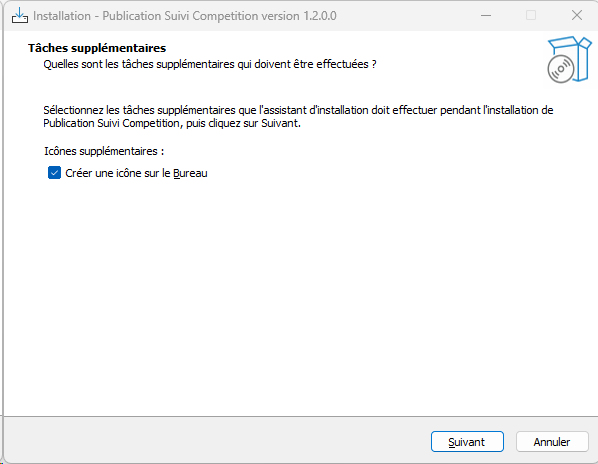 Installation - Publication Suivi Competition version 1.2.0.0
Tâches supplémentaires
Quelles sont les tâches supplémentaires qui doivent être effectuées ?
Sélectionnez les tâches supplémentaires que l'assistant d'installation doit effectuer pendant l'installation de
Publication Suivi Competition, puis cliquez sur Suivant.
Icônes supplémentaires :
Créer une icône sur le Bureau
Suivant
Annuler